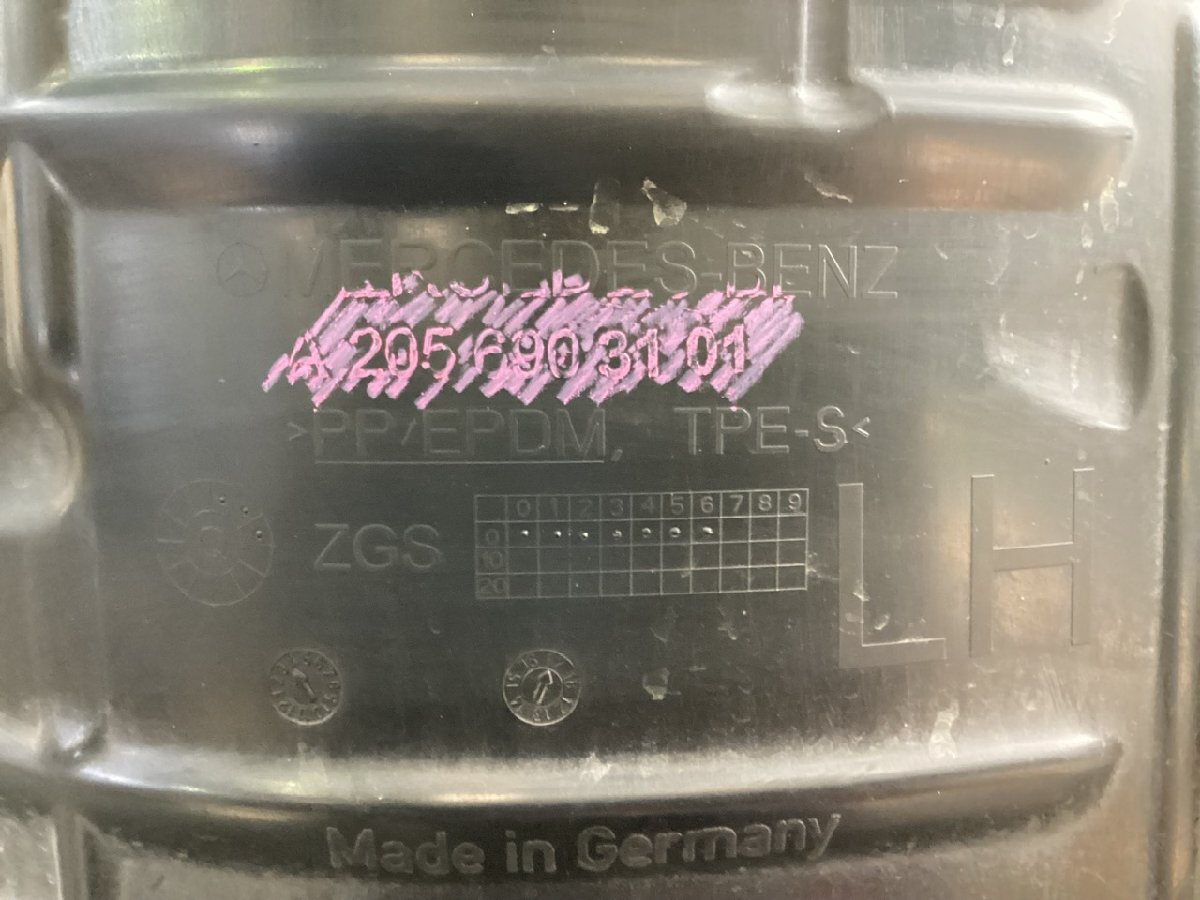 MERCEDES-BENZ
A 205 690 31 01
>PP/EPDM, TPE-S<
ZGS
0 1 2 3 4 5 6 7 8 9
0
10
20
LH
Made in Germany